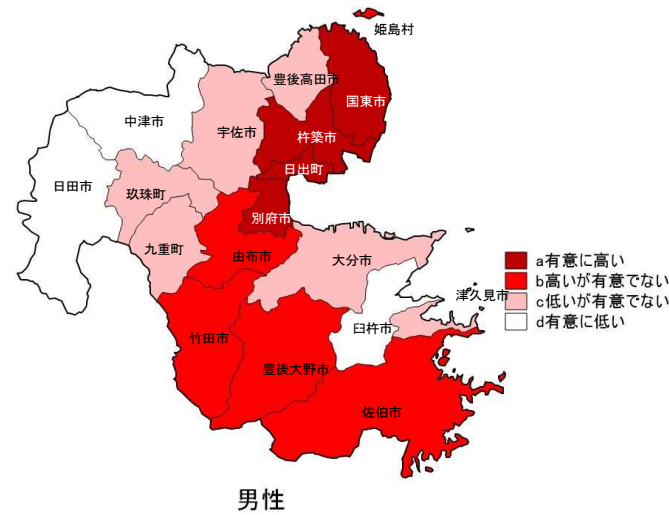 姫島村
豊後高田市
国東市
中津市
宇佐市
杵築市
日出町
日田市
玖珠町
別府市
九重町
由布市
大分市
a有意に高い
b高いが有意でない
c低いが有意でない
d有意に低い
津久見市
臼杵市
竹田市
豊後大野市
佐伯市
男性